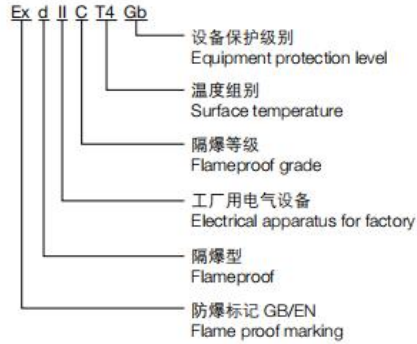 Ex d II C T4 Gb
设备保护级别
Equipment protection level
温度组别
Surface temperature
隔爆等级
Flameproof grade
工厂用电气设备
Electrical apparatus for factory
隔爆型
Flameproof
防爆标记 GB/EN
Flame proof marking